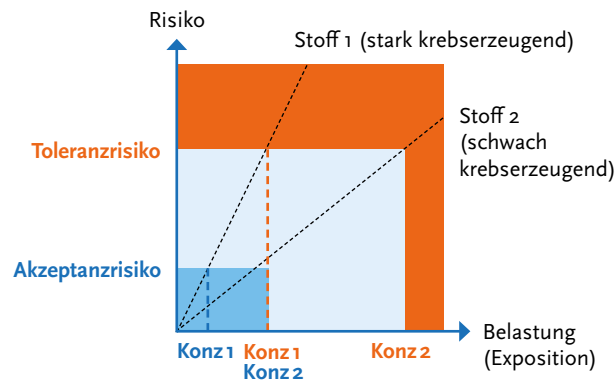 Risiko
Stoff 1 (stark krebserzeugend)
Stoff 2
(schwach
krebserzeugend)
Toleranzrisiko
Akzeptanzrisiko
Konz 1
Konz 1
Konz 2
Konz 2
Belastung
(Exposition)